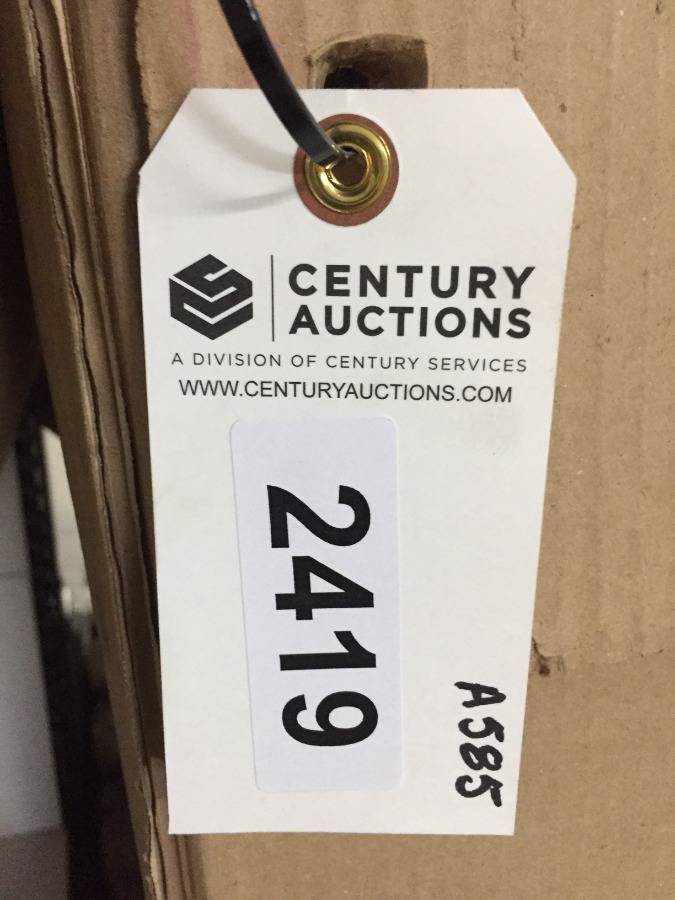 CENTURY
AUCTIONS
A DIVISION OF CENTURY SERVICES
WWW.CENTURYAUCTIONS.COM
2419
A585